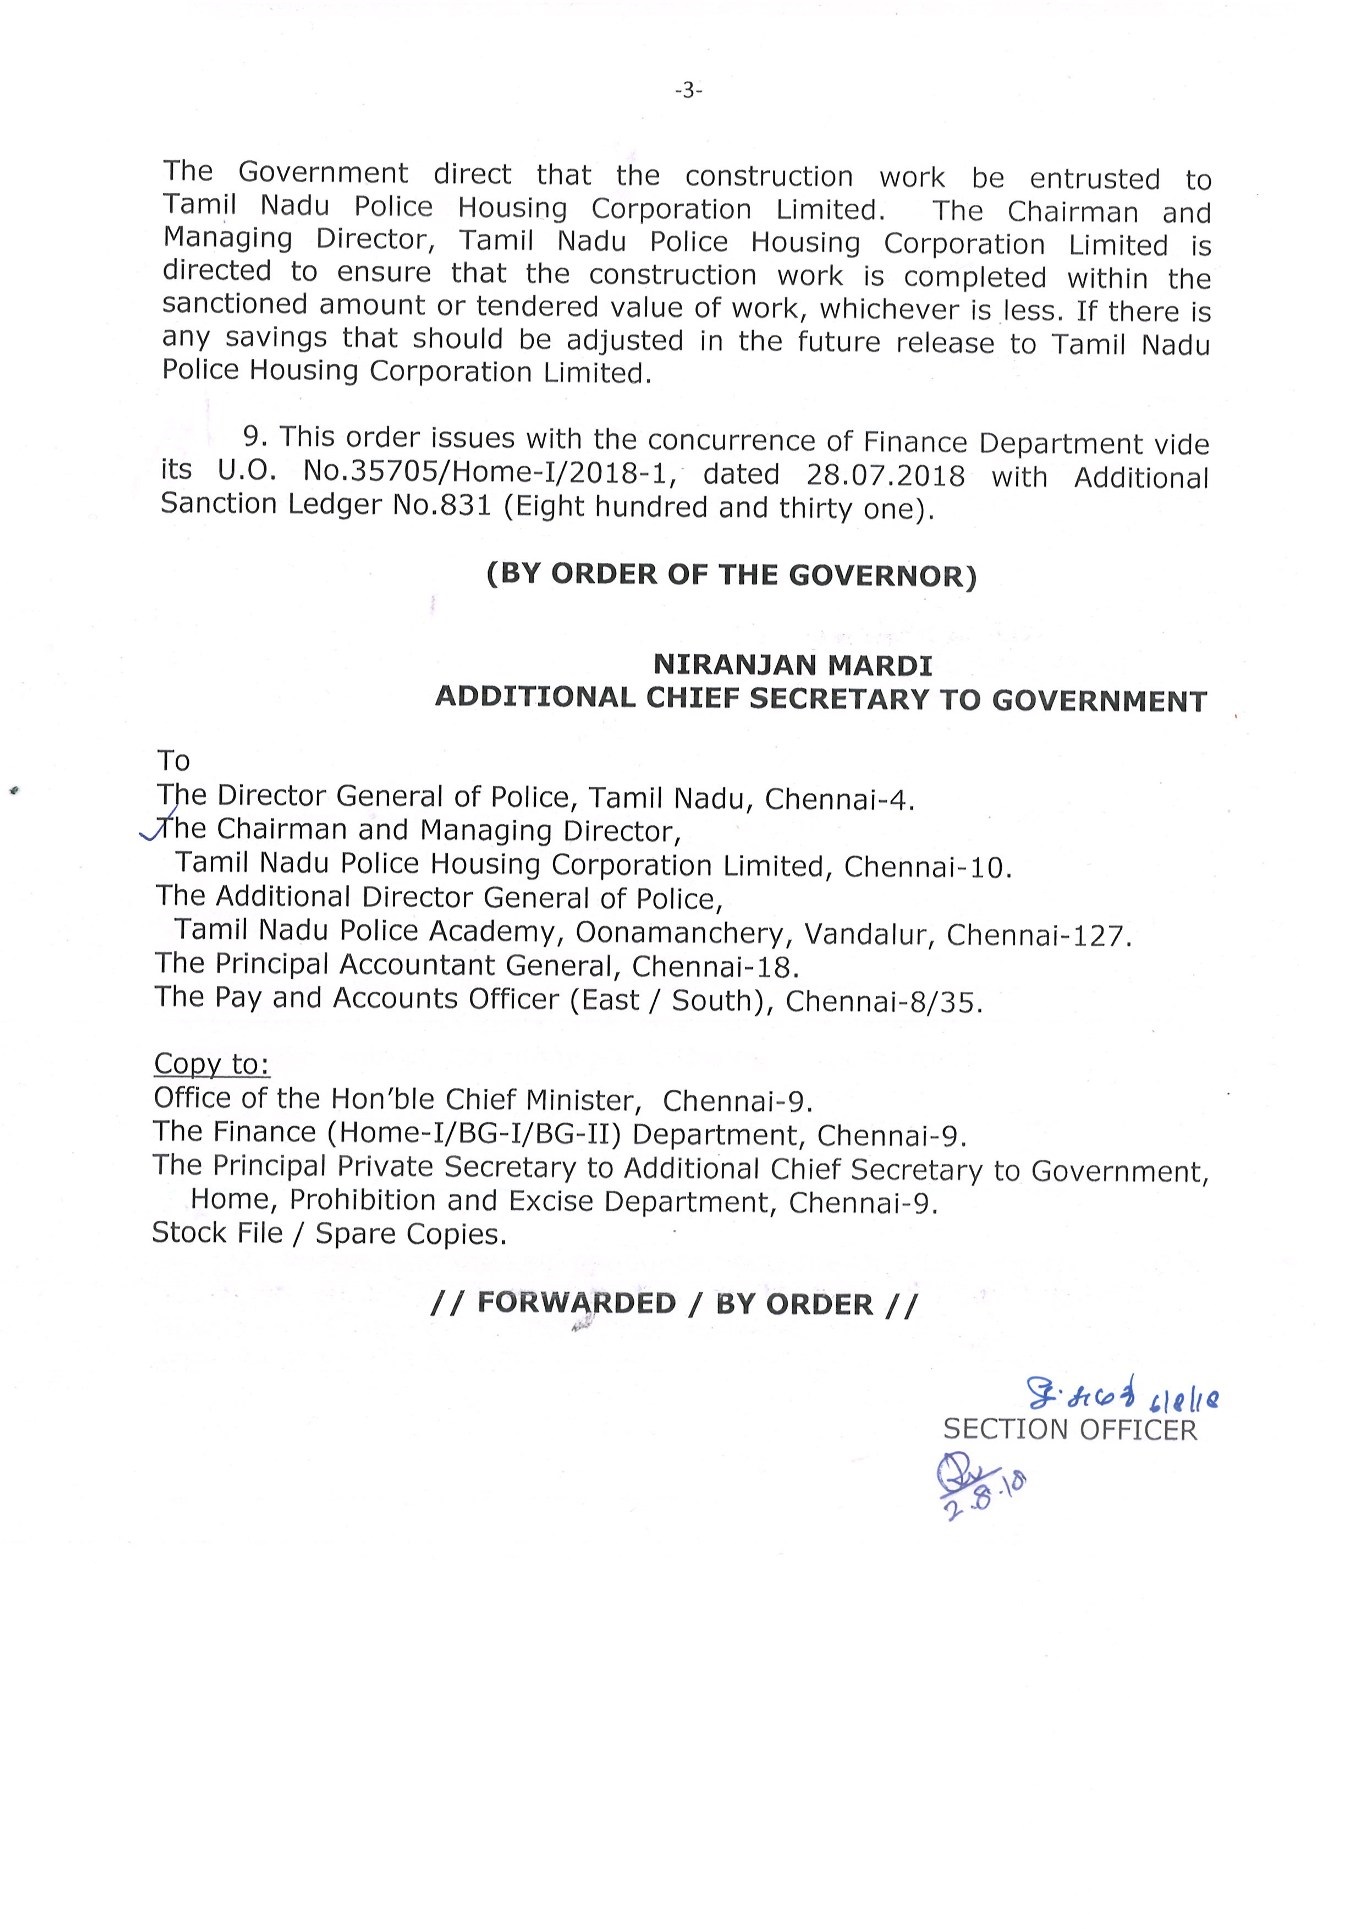 -3-
The Government direct that the construction work be entrusted to
Tamil Nadu Police Housing Corporation Limited. The Chairman and
Managing Director, Tamil Nadu Police Housing Corporation Limited is
directed to ensure that the construction work is completed within the
sanctioned amount or tendered value of work, whichever is less. If there is
any savings that should be adjusted in the future release to Tamil Nadu
Police Housing Corporation Limited.
9. This order issues with the concurrence of Finance Department vide
its U.O. No.35705/Home-I/2018-1, dated 28.07.2018 with Additional
Sanction Ledger No.831 (Eight hundred and thirty one).
(BY ORDER OF THE GOVERNOR)
NIRANJAN MARDI
ADDITIONAL CHIEF SECRETARY TO GOVERNMENT
To
The Director General of Police, Tamil Nadu, Chennai-4.
The Chairman and Managing Director,
Tamil Nadu Police Housing Corporation Limited, Chennai-10.
The Additional Director General of Police,
Tamil Nadu Police Academy, Oonamanchery, Vandalur, Chennai-127.
The Principal Accountant General, Chennai-18.
The Pay and Accounts Officer (East / South), Chennai-8/35.
Copy to:
Office of the Hon'ble Chief Minister, Chennai-9.
The Finance (Home-I/BG-I/BG-II) Department, Chennai-9.
The Principal Private Secretary to Additional Chief Secretary to Government,
Home, Prohibition and Excise Department, Chennai-9.
Stock File / Spare Copies.
// FORWARDED / BY ORDER //
6/8/18
SECTION OFFICER
2.8.18